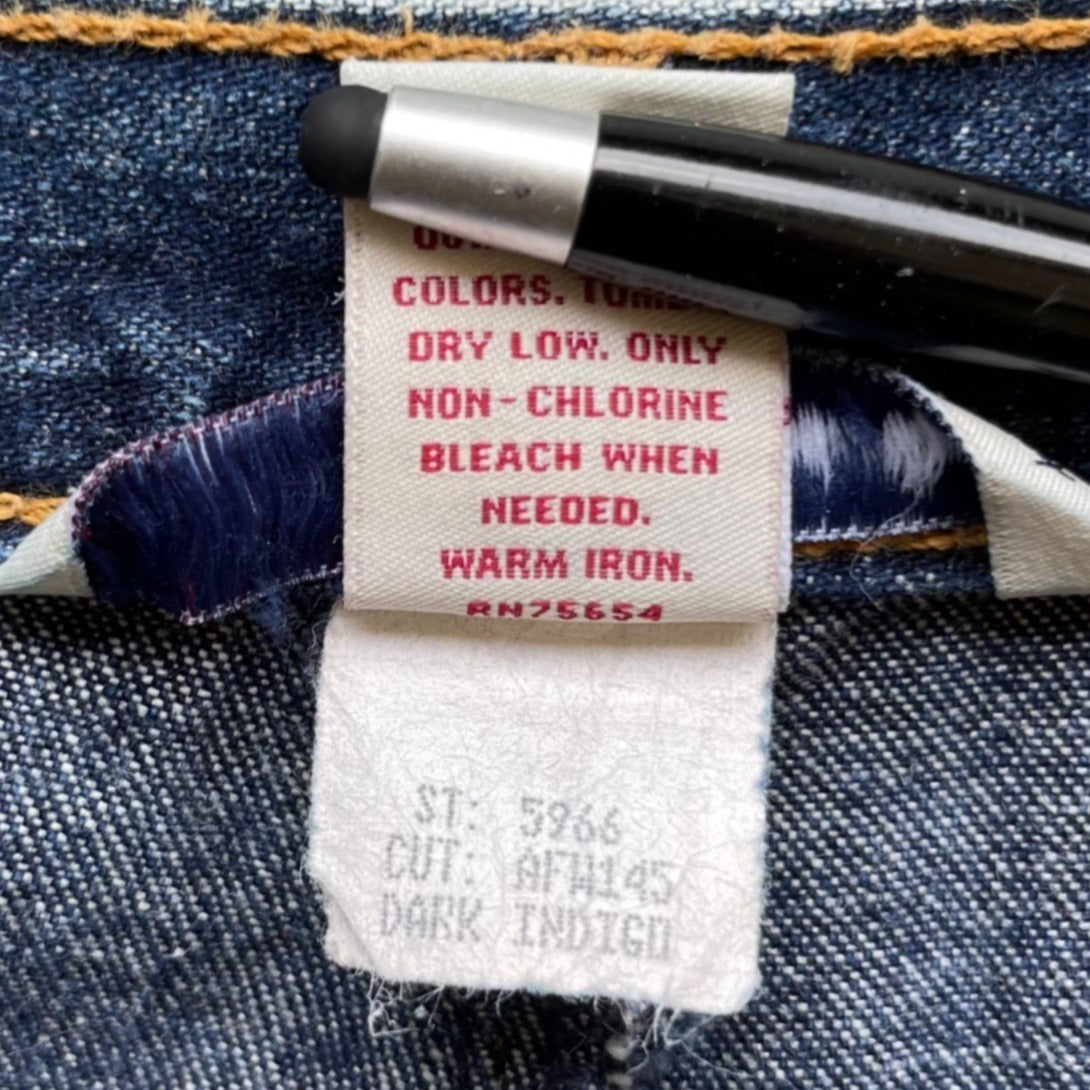 COLORS.
DRY LOW. ONLY
NON-CHLORINE
BLEACH WHEN
NEEDED.
WARM IRON.
RN75654
ST: 5966
CUT: AFW145
DARK INDIGO